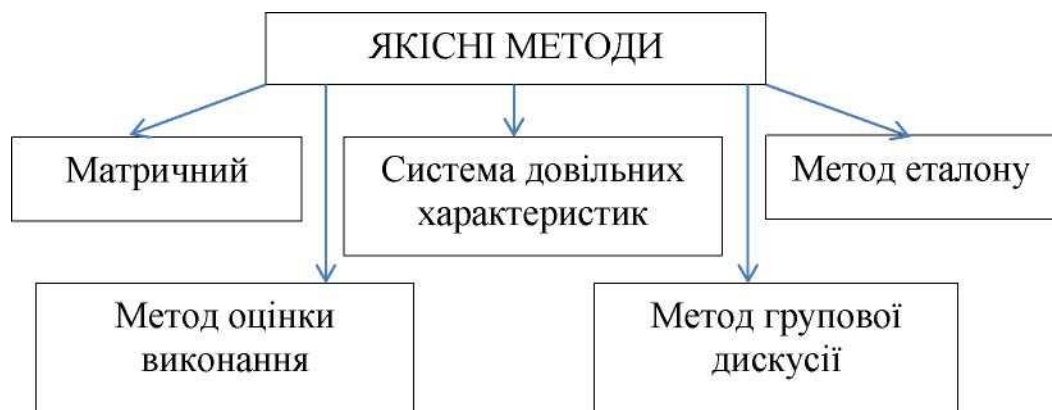 ЯКІСНІ МЕТОДИ
Матричний
Система довільних
характеристик
Метод еталону
Метод оцінки
виконання
Метод групової
дискусії